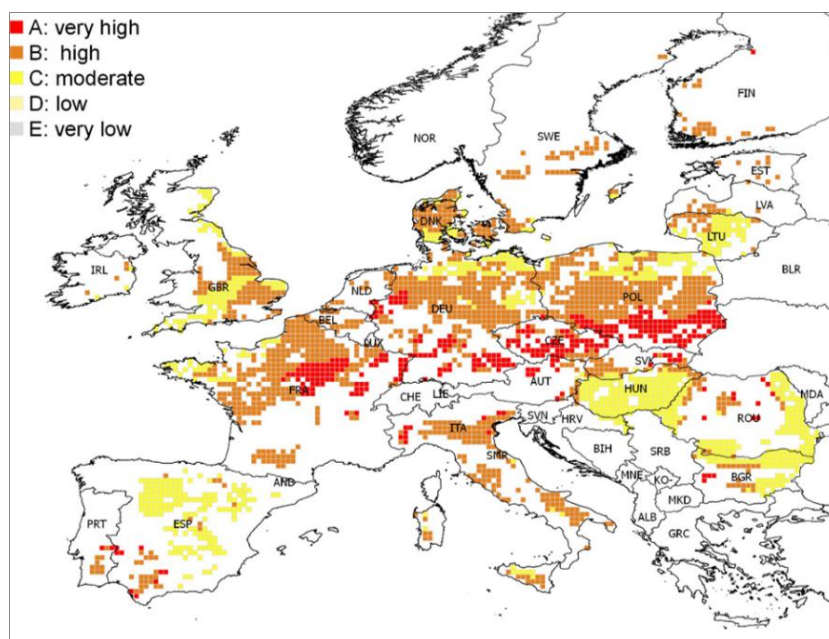 A: very high
B: high
C: moderate
D: low
E: very low
FIN
NOR
SWE
EST
LVA
DNK
LTU
IRL
BLR
GBR
NLD
POL
DEU
BEL
LUX
CZE
SVK
AUT
HUN
MDA
FRA
CHE
LIE
ROU
SVN
HRV
ITA
BIH
SRB
SMR
AND
MNE
KO-
BGR
MKD
PRT
ESP
ALB
GRC